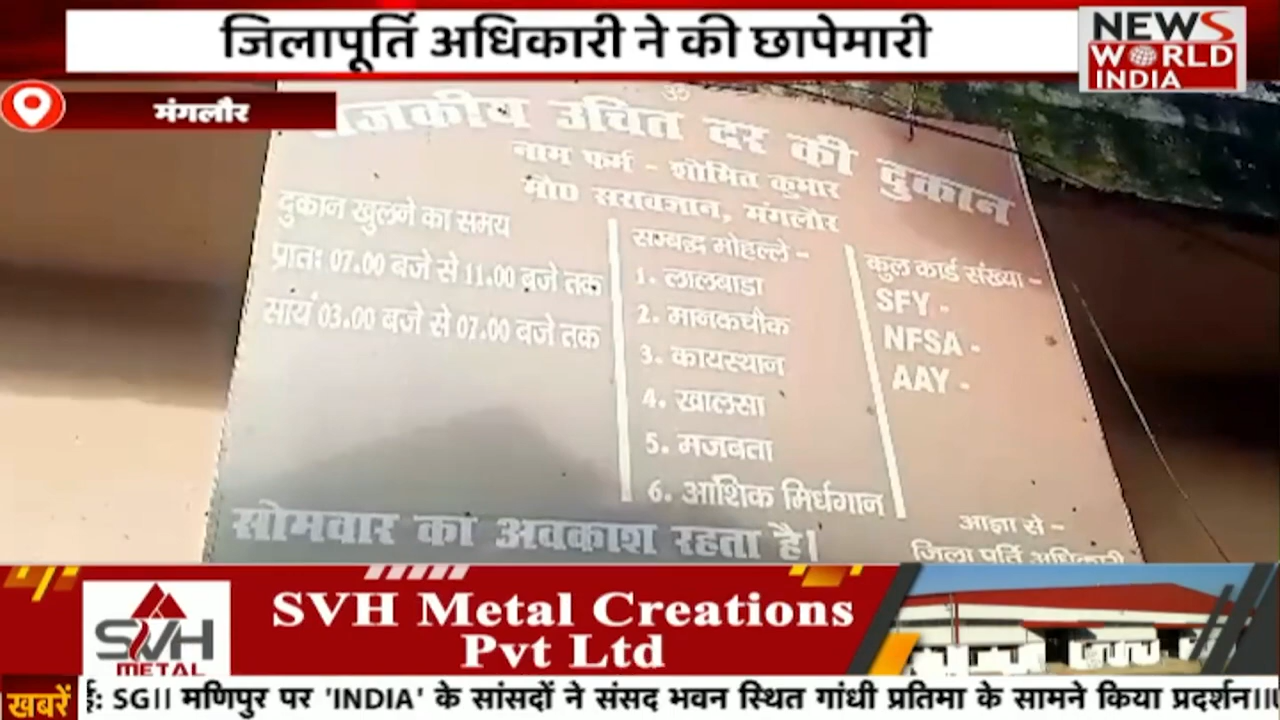 जिलापूर्ति अधिकारी ने की छापेमारी
NEWS
WORLD
INDIA
मंगलौर
ॐ
उचित दर की दुकान
नाम फर्म - शोमित कुमार
मौ0 सरावज्ञान, मंगलौर
दुकान खुलने का समय
प्रातः 07.00 बजे से 11.00 बजे तक
सायं 03.00 बजे से 07.00 बजे तक
सम्बद्ध मोहल्ले -
1. लालबाडा
2. मानकचौक
3. कायस्थान
4. खालसा
5. मजबता
6. आंशिक मिर्धगान
कुल कार्ड संख्या -
SFY -
NFSA -
AAY -
सोमवार का अवकाश रहता है।
आज्ञा से -
जिला पूर्ति अधिकारी
SVH
METAL
SVH Metal Creations
Pvt Ltd
खबरें
SG।। मणिपुर पर 'INDIA' के सांसदों ने संसद भवन स्थित गांधी प्रतिमा के सामने किया प्रदर्शन।।